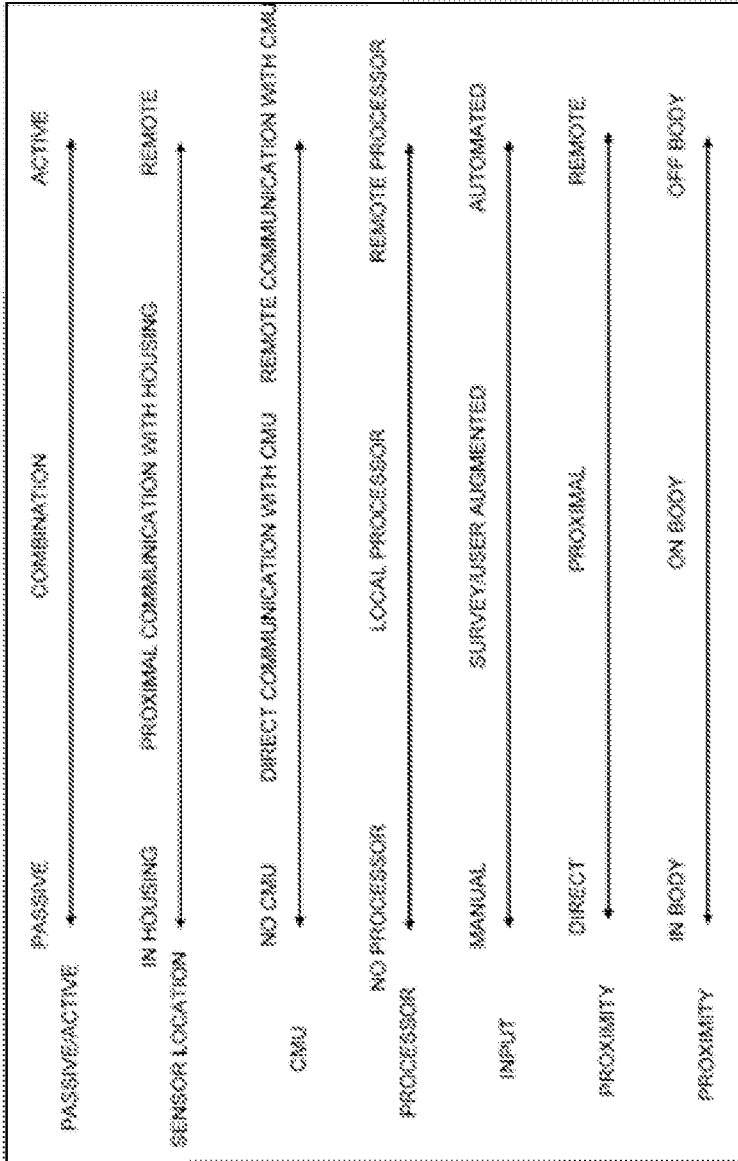 PASSIVE COMBINATION ACTIVE
PASSIVE/ACTIVE
IN HOUSING PROXIMAL COMMUNICATION WITH HOUSING REMOTE
SENSOR LOCATION
NO CMU DIRECT COMMUNICATION WITH CMU REMOTE COMMUNICATION WITH CMU
CMU
NO PROCESSOR LOCAL PROCESSOR REMOTE PROCESSOR
PROCESSOR
MANUAL SURVEY/USER AUGMENTED AUTOMATED
INPUT
DIRECT PROXIMAL REMOTE
PROXIMITY
IN BODY ON BODY OFF BODY
PROXIMITY